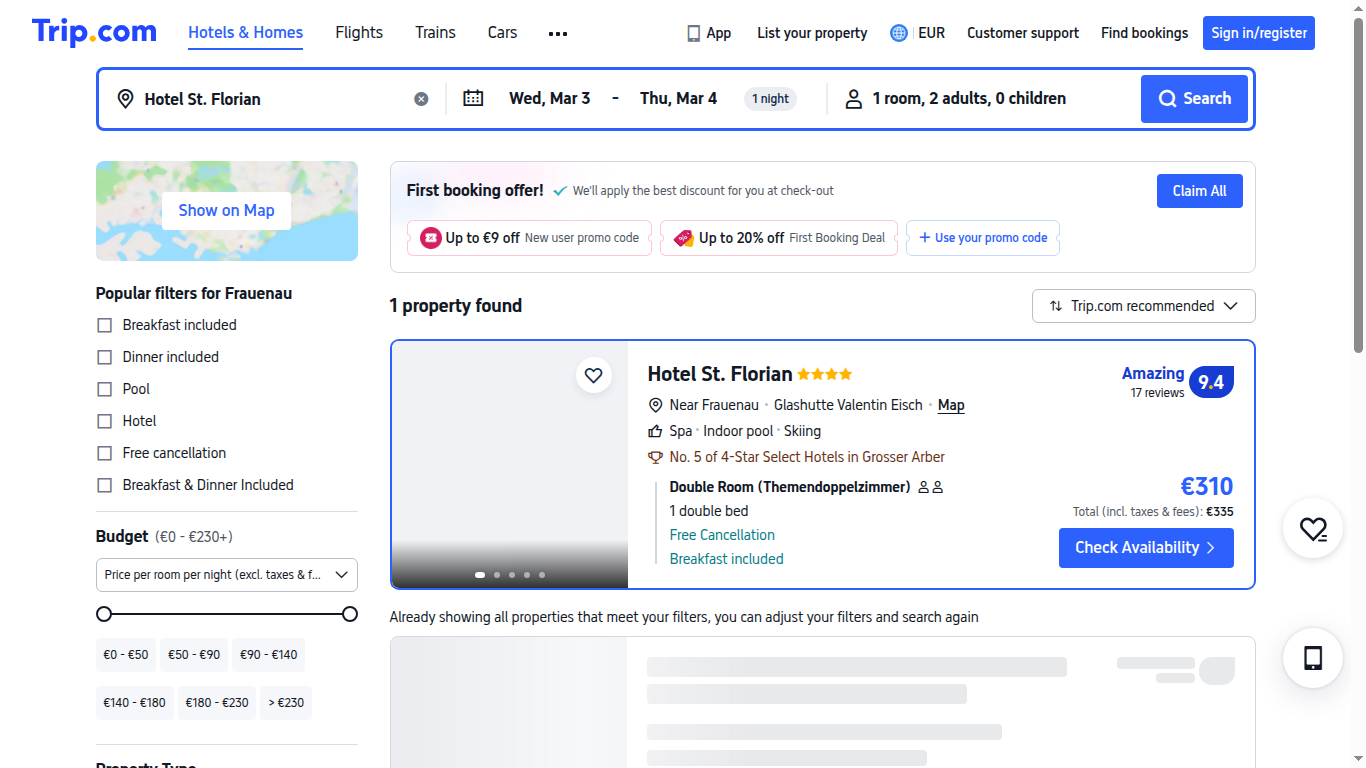 Trip.com
Hotels & Homes
Flights
Trains
Cars
App
List your property
EUR
Customer support
Find bookings
Sign in/register
Hotel St. Florian
Wed, Mar 3 - Thu, Mar 4
1 night
1 room, 2 adults, 0 children
Search
Show on Map
Popular filters for Frauenau
Breakfast included
Dinner included
Pool
Hotel
Free cancellation
Breakfast & Dinner Included
Budget (€0 - €230+)
Price per room per night (excl. taxes & f...
€0 - €50
€50 - €90
€90 - €140
€140 - €180
€180 - €230
> €230
First booking offer!
We'll apply the best discount for you at check-out
Claim All
Up to €9 off New user promo code
Up to 20% off First Booking Deal
+ Use your promo code
1 property found
Trip.com recommended
Hotel St. Florian
Amazing
17 reviews
9.4
Near Frauenau · Glashutte Valentin Eisch · Map
Spa · Indoor pool · Skiing
No. 5 of 4-Star Select Hotels in Grosser Arber
Double Room (Themendoppelzimmer)
1 double bed
Free Cancellation
Breakfast included
€310
Total (incl. taxes & fees): €335
Check Availability
Already showing all properties that meet your filters, you can adjust your filters and search again
Property Type